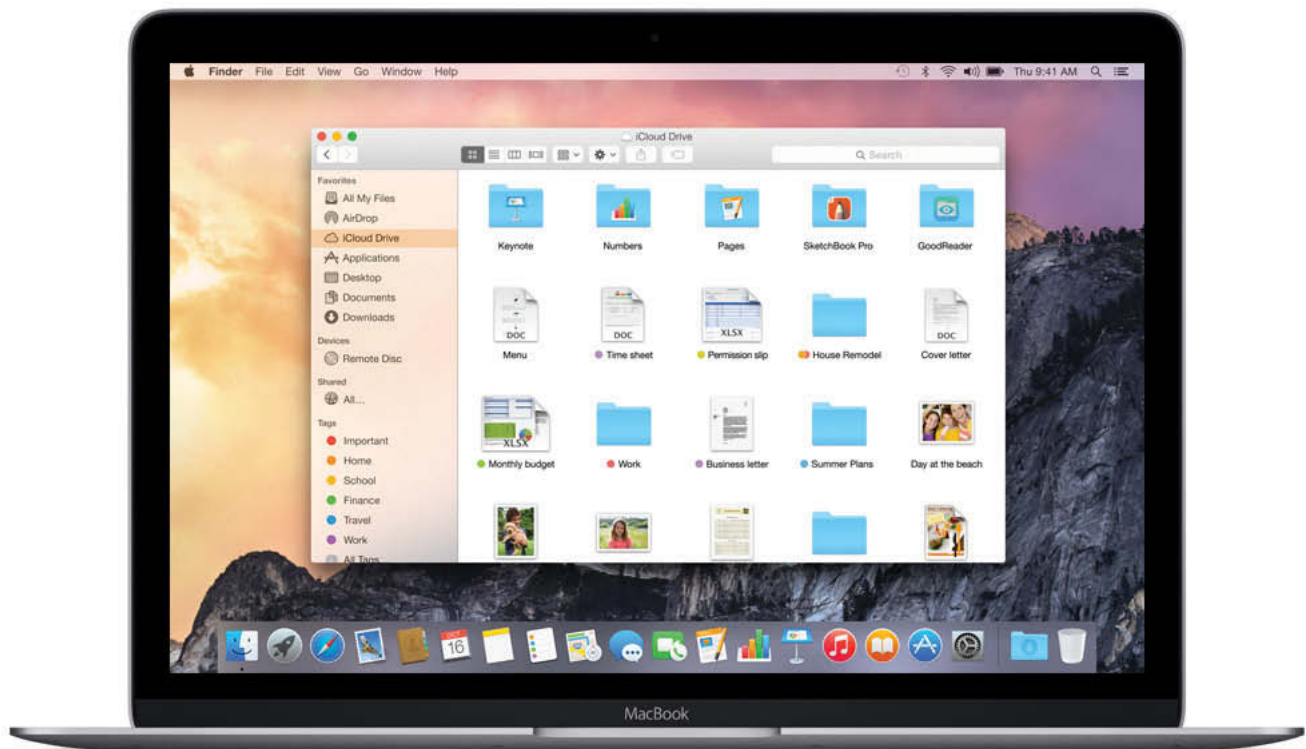 Finder File Edit View Go Window Help Thu 9:41 AM
iCloud Drive
Search
Favorites
All My Files
AirDrop
iCloud Drive
Applications
Desktop
Documents
Downloads
Devices
Remote Disc
Shared
All...
Tags
Important
Home
School
Finance
Travel
Work
All Tags
Keynote Numbers Pages SketchBook Pro GoodReader
DOC DOC XLSX DOC
Menu Time sheet Permission slip House Remodel Cover letter
XLSX
Monthly budget Work Business letter Summer Plans Day at the beach
OCT
16
MacBook